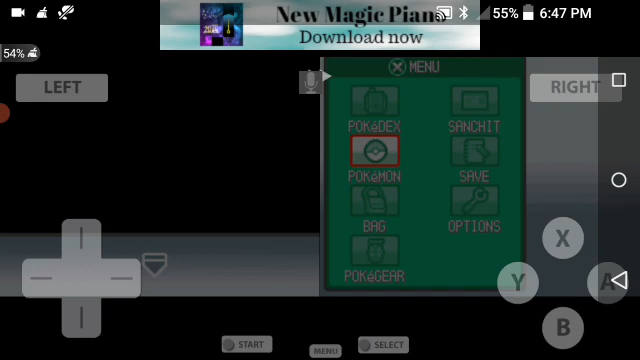 New Magic Piano
Download now
55% 6:47 PM
54%
LEFT
RIGHT
X MENU
POKéDEX
SANCHIT
POKéMON
SAVE
BAG
OPTIONS
POKéGEAR
X
Y
A
B
START
MENU
SELECT